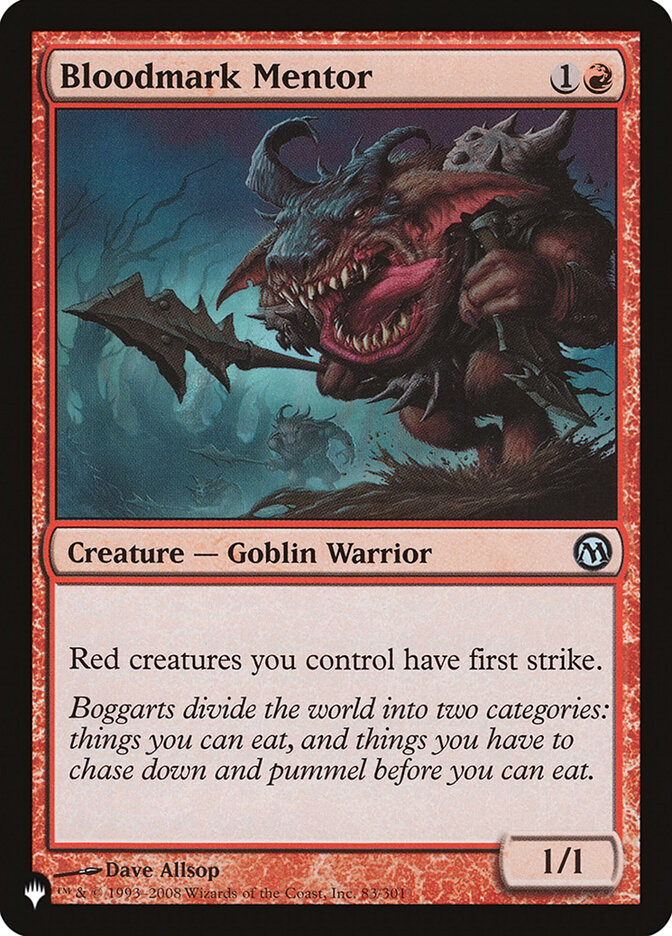 Bloodmark Mentor 1
Creature — Goblin Warrior
Red creatures you control have first strike.
Boggarts divide the world into two categories:
things you can eat, and things you have to
chase down and pummel before you can eat.
1/1
Dave Allsop
™ & © 1993–2008 Wizards of the Coast, Inc. 83/301